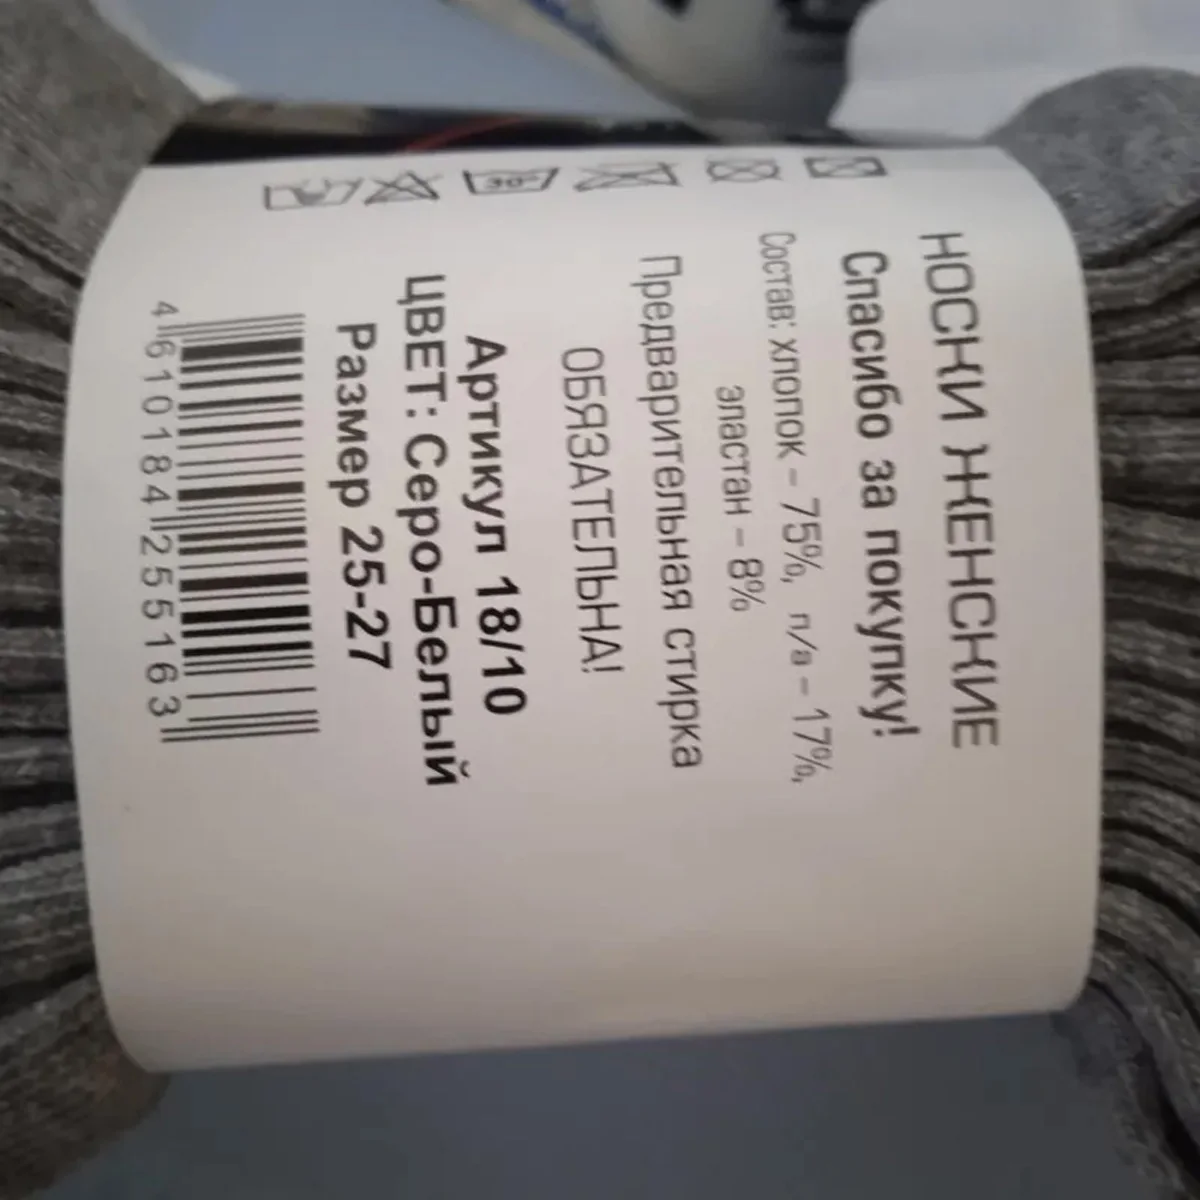 НОСКИ ЖЕНСКИЕ
Спасибо за покупку!
Состав: хлопок – 75%, п/а – 17%,
эластан – 8%
Предварительная стирка
ОБЯЗАТЕЛЬНА!
Артикул 18/10
ЦВЕТ: Серо-Белый
Размер 25-27
4610184255163
30°